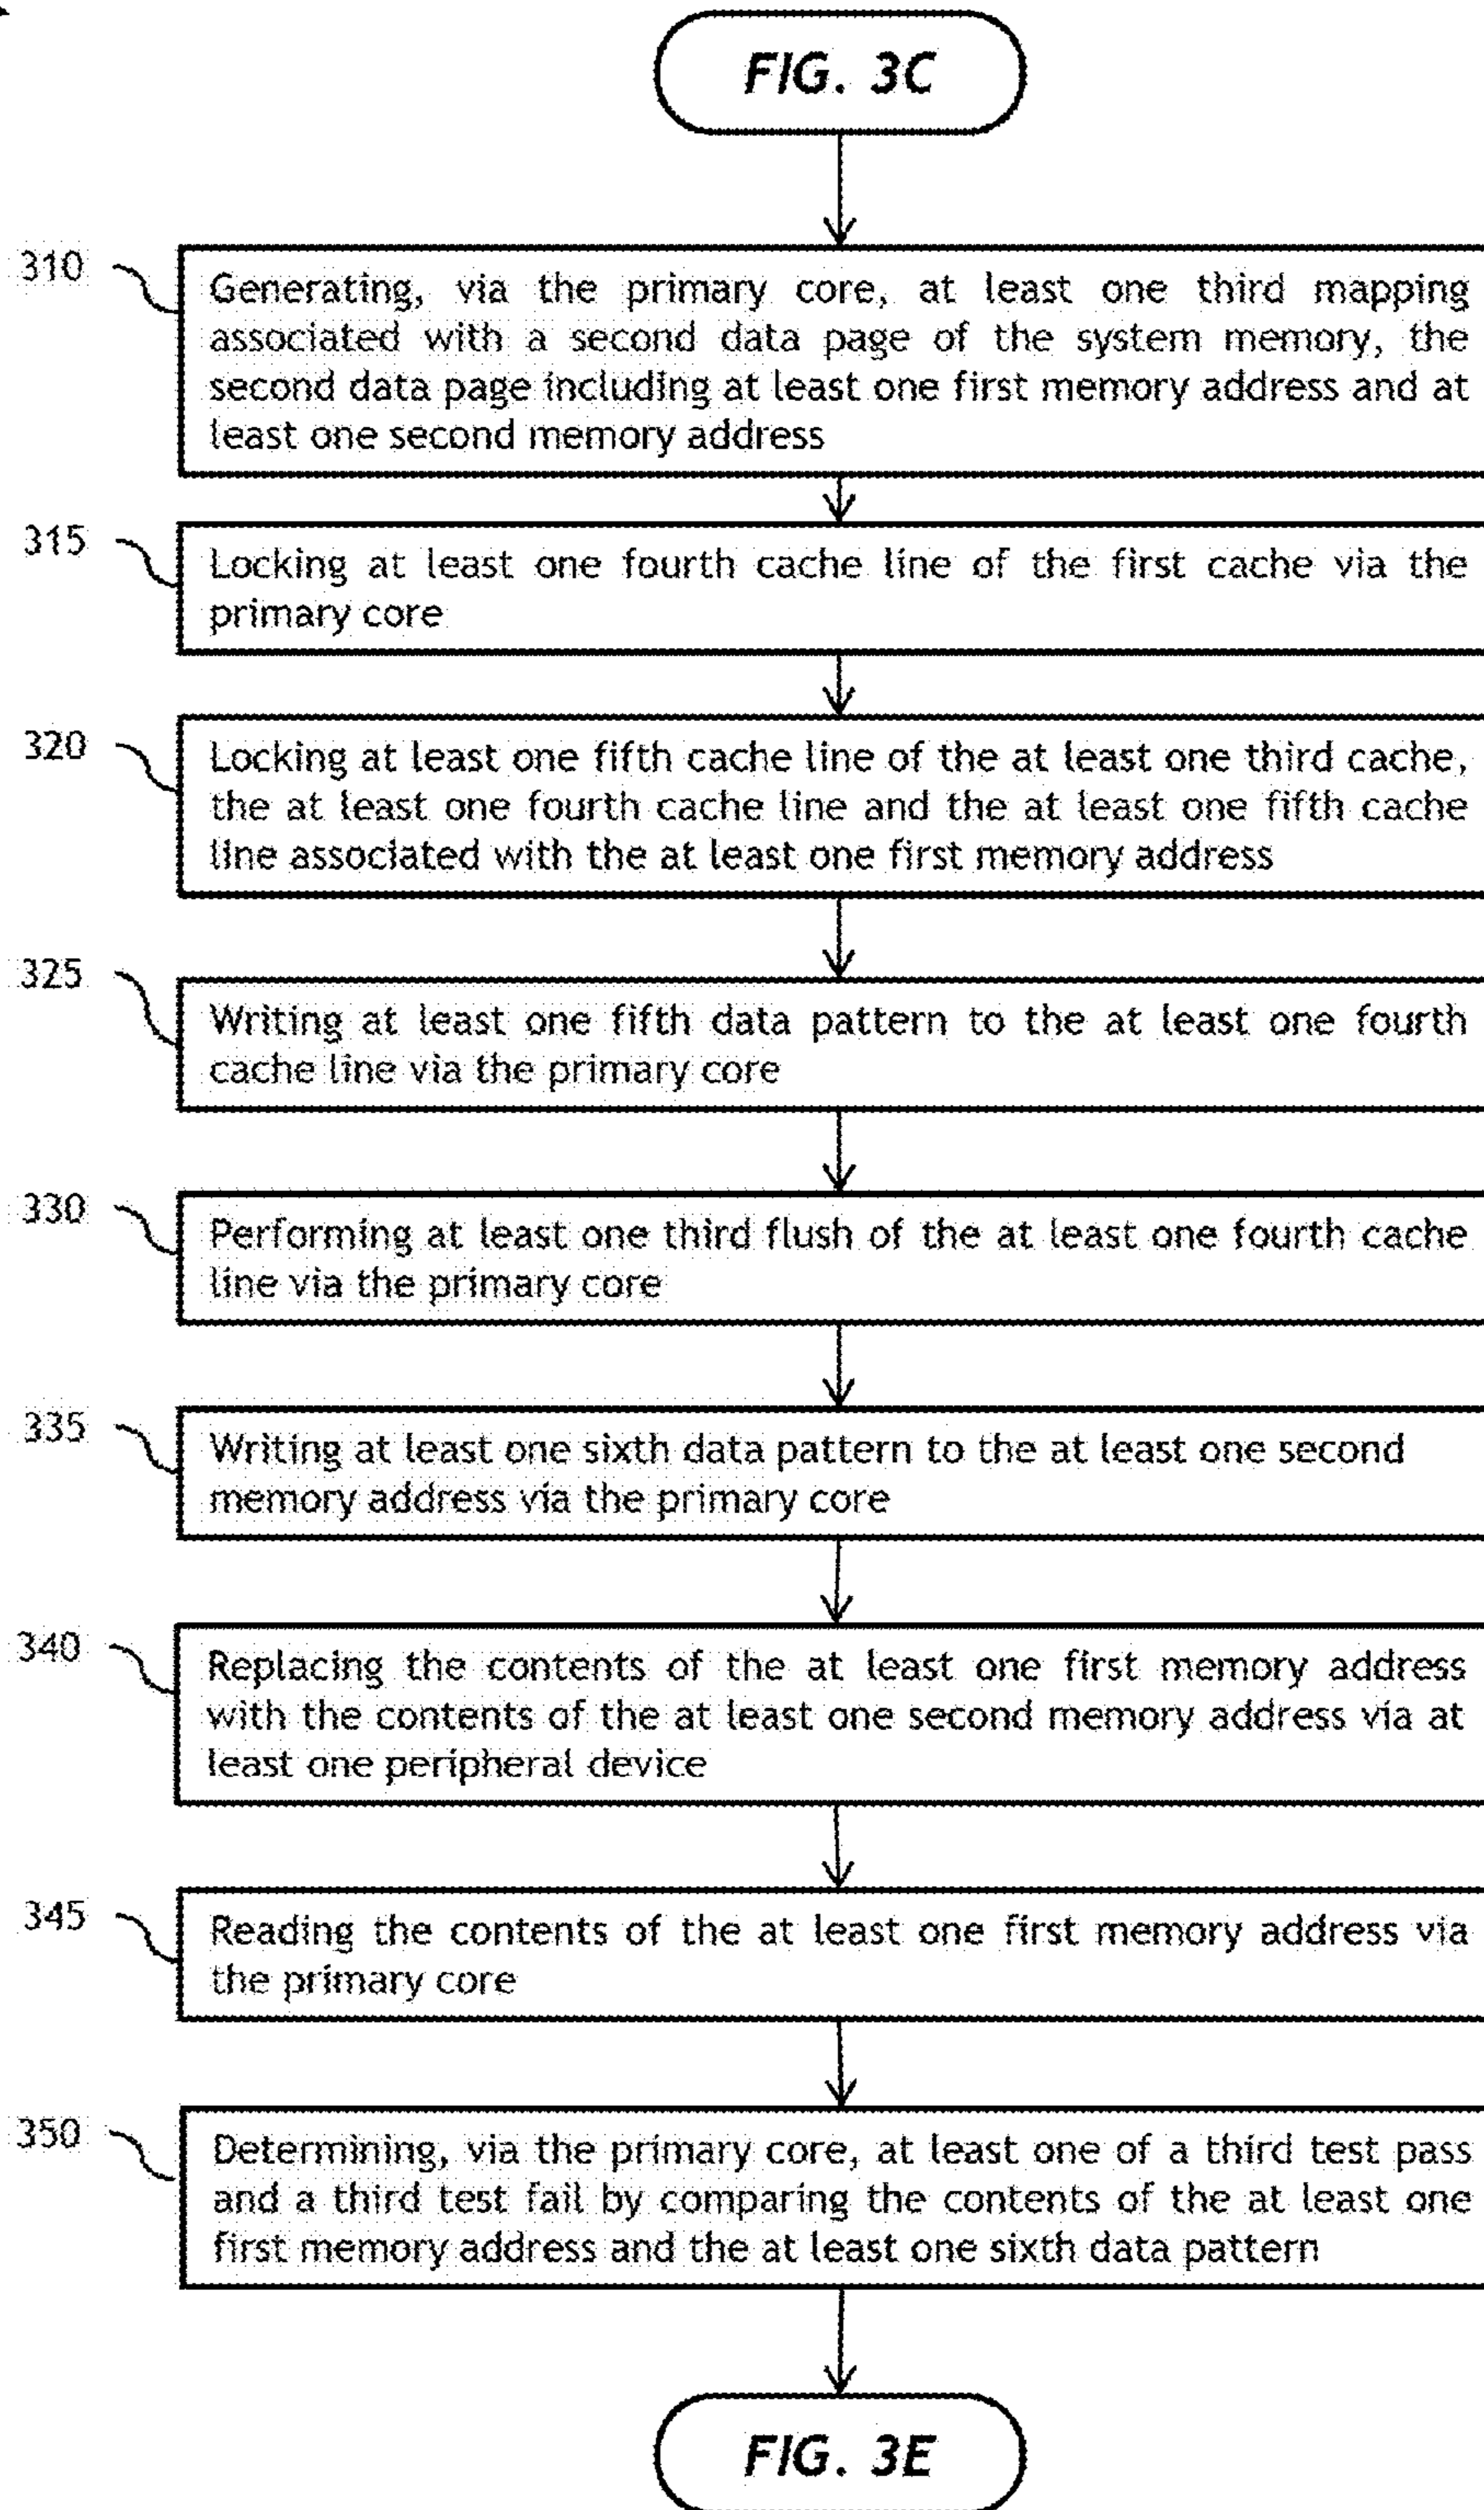 FIG. 3C
310
Generating, via the primary core, at least one third mapping
associated with a second data page of the system memory, the
second data page including at least one first memory address and at
least one second memory address
315
Locking at least one fourth cache line of the first cache via the
primary core
320
Locking at least one fifth cache line of the at least one third cache,
the at least one fourth cache line and the at least one fifth cache
line associated with the at least one first memory address
325
Writing at least one fifth data pattern to the at least one fourth
cache line via the primary core
330
Performing at least one third flush of the at least one fourth cache
line via the primary core
335
Writing at least one sixth data pattern to the at least one second
memory address via the primary core
340
Replacing the contents of the at least one first memory address
with the contents of the at least one second memory address via at
least one peripheral device
345
Reading the contents of the at least one first memory address via
the primary core
350
Determining, via the primary core, at least one of a third test pass
and a third test fail by comparing the contents of the at least one
first memory address and the at least one sixth data pattern
FIG. 3E